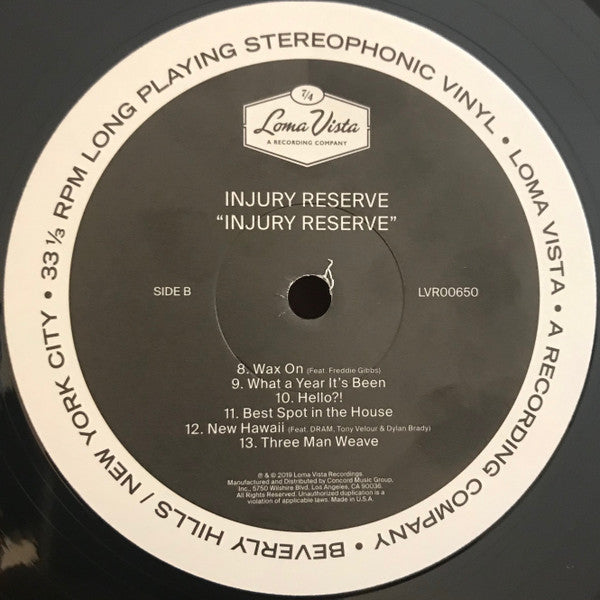 33 ⅓ RPM LONG PLAYING STEREOPHONIC VINYL • LOMA VISTA • A RECORDING COMPANY • BEVERLY HILLS / NEW YORK CITY •
7/4
Loma Vista
A RECORDING COMPANY
INJURY RESERVE
“INJURY RESERVE”
SIDE B
LVR00650
8. Wax On (Feat. Freddie Gibbs)
9. What a Year It's Been
10. Hello?!
11. Best Spot in the House
12. New Hawaii (Feat. DRAM, Tony Velour & Dylan Brady)
13. Three Man Weave
℗ & © 2019 Loma Vista Recordings.
Manufactured and Distributed by Concord Music Group,
Inc., 5750 Wilshire Blvd. Los Angeles, CA 90036.
All Rights Reserved. Unauthorized duplication is a
violation of applicable laws. Made in U.S.A.